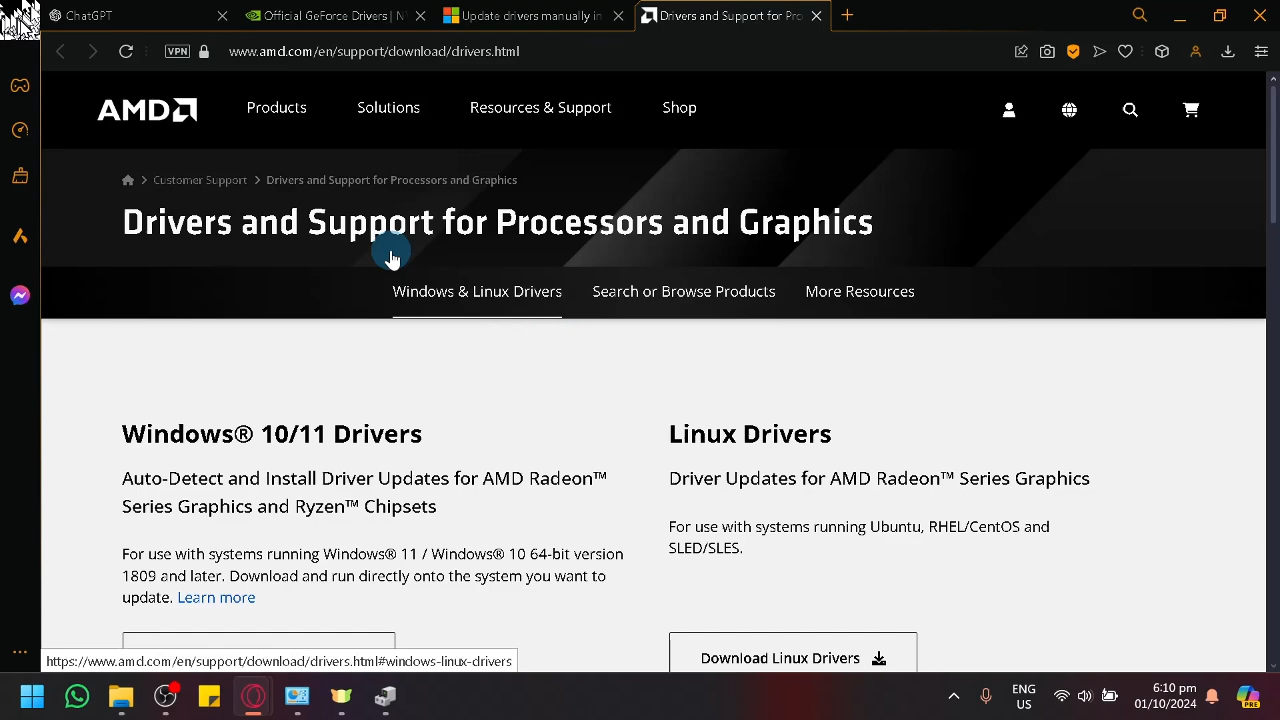 ChatGPT
Official GeForce Drivers | N
Update drivers manually in
Drivers and Support for Pro
VPN
www.amd.com/en/support/download/drivers.html
AMD
Products
Solutions
Resources & Support
Shop
Customer Support
Drivers and Support for Processors and Graphics
Drivers and Support for Processors and Graphics
Windows & Linux Drivers
Search or Browse Products
More Resources
Windows® 10/11 Drivers
Auto-Detect and Install Driver Updates for AMD Radeon™
Series Graphics and Ryzen™ Chipsets
For use with systems running Windows® 11 / Windows® 10 64-bit version
1809 and later. Download and run directly onto the system you want to
update. Learn more
Linux Drivers
Driver Updates for AMD Radeon™ Series Graphics
For use with systems running Ubuntu, RHEL/CentOS and
SLED/SLES.
Download Linux Drivers
https://www.amd.com/en/support/download/drivers.html#windows-linux-drivers
ENG
US
6:10 pm
01/10/2024
PRE